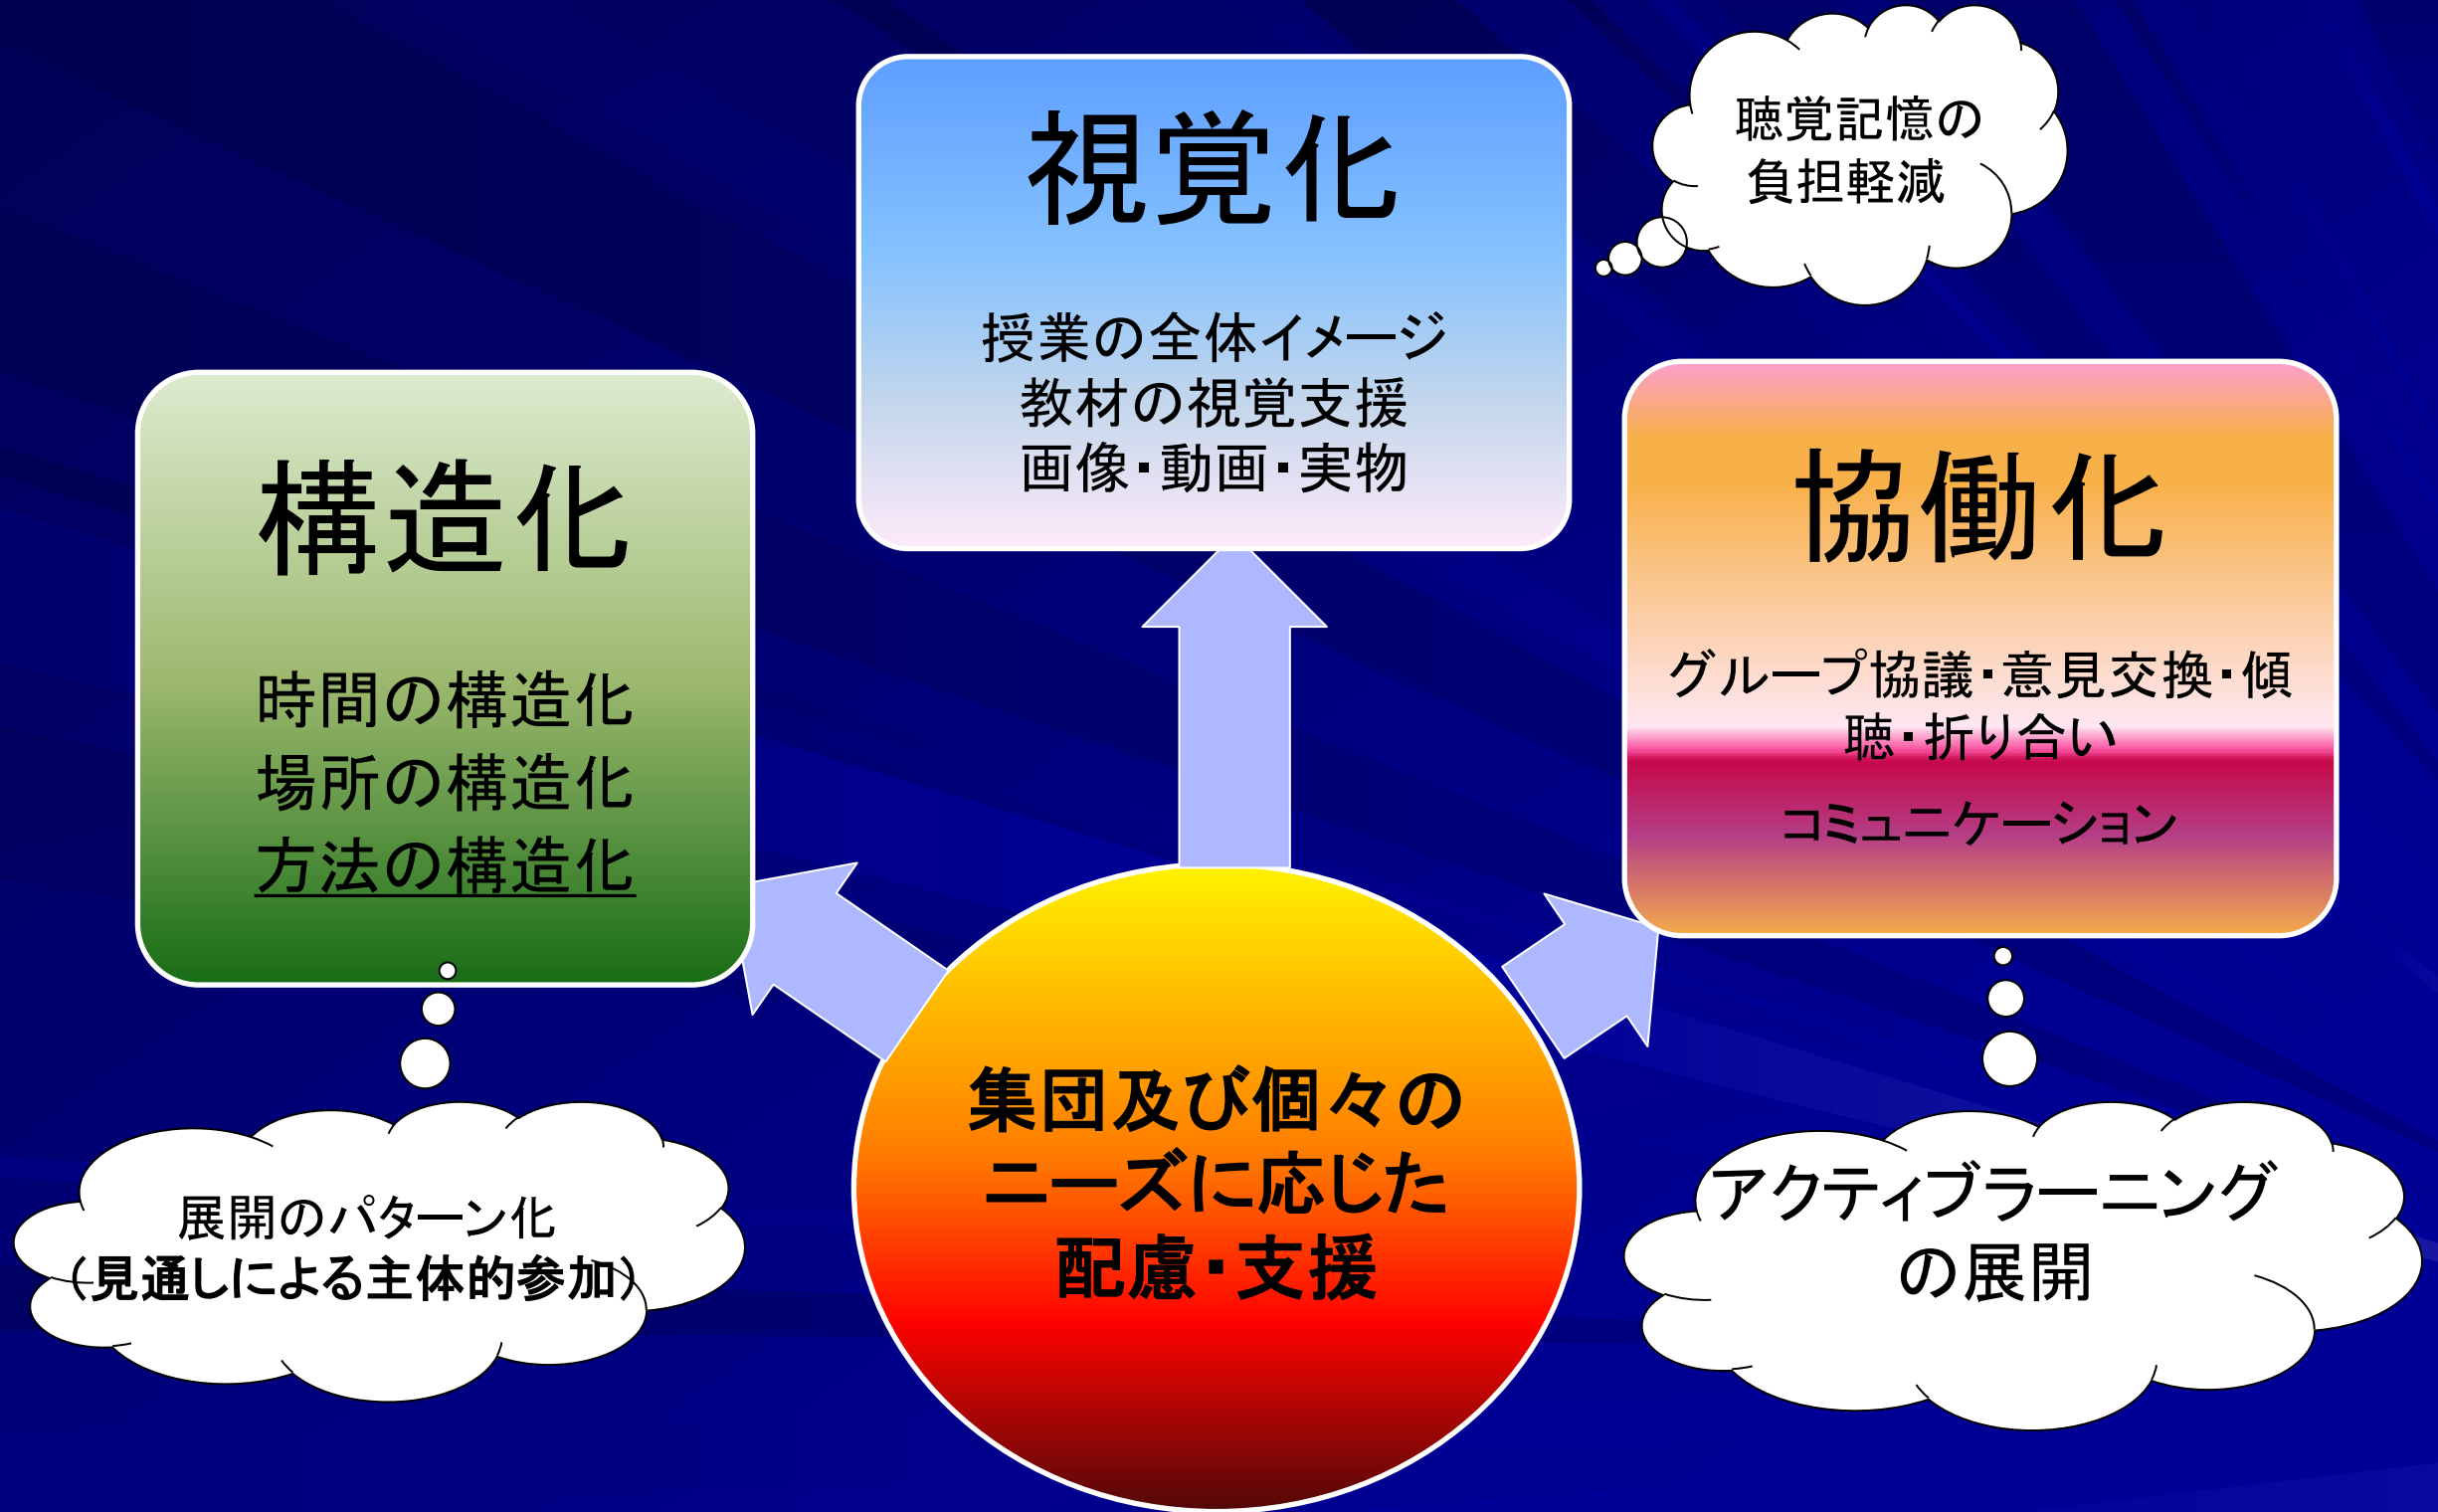 視覚化
授業の全体イメージ
教材の視覚支援
画像・動画・実物
聴覚記憶の
負担軽減
構造化
時間の構造化
場所の構造化
方法の構造化
協働化
グループ協議・意見交換・傾
聴・折り合い
コミュニケーション
集団及び個々の
ニーズに応じた
配慮・支援
展開のパターン化
（見通しによる主体的参加）
アクティブラーニング
の展開